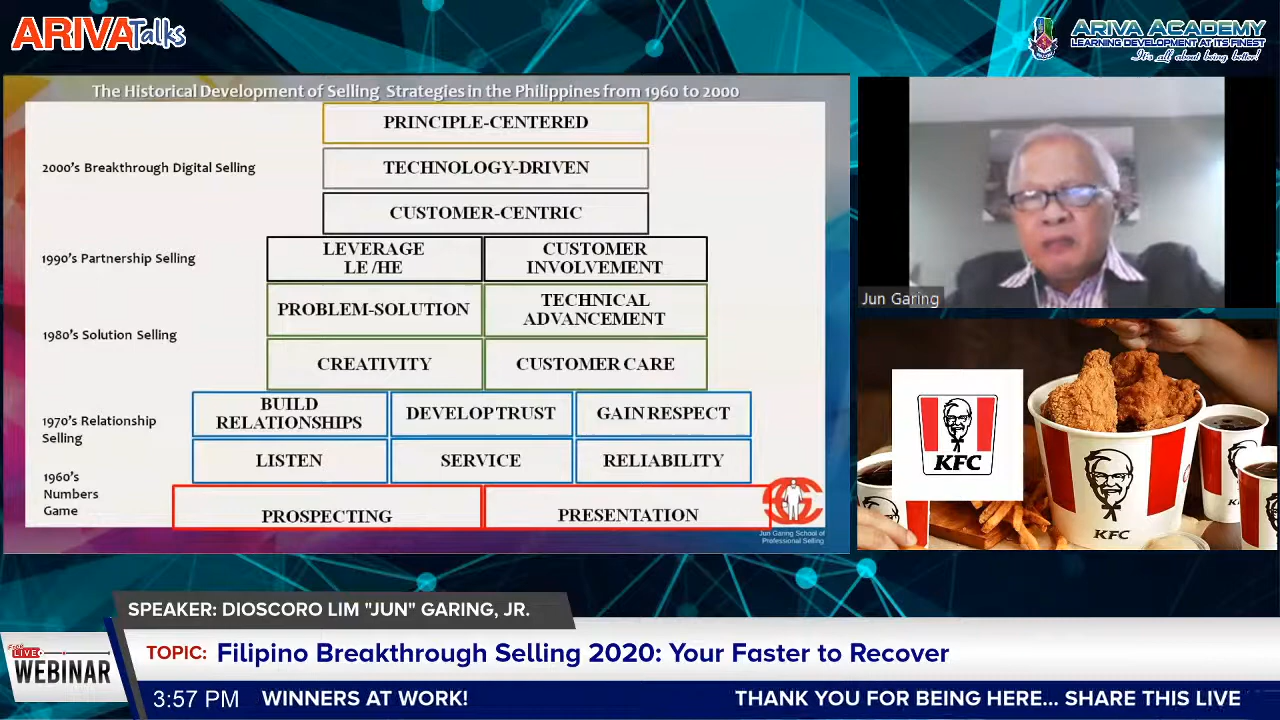 ARIVATalks
ARIVA ACADEMY
LEARNING DEVELOPMENT AT ITS FINEST
It's all about being better!
The Historical Development of Selling Strategies in the Philippines from 1960 to 2000
PRINCIPLE-CENTERED
2000's Breakthrough Digital Selling
TECHNOLOGY-DRIVEN
CUSTOMER-CENTRIC
1990's Partnership Selling
LEVERAGE
LE /HE
CUSTOMER
INVOLVEMENT
1980's Solution Selling
PROBLEM-SOLUTION
TECHNICAL
ADVANCEMENT
CREATIVITY
CUSTOMER CARE
1970's Relationship
Selling
BUILD
RELATIONSHIPS
DEVELOP TRUST
GAIN RESPECT
LISTEN
SERVICE
RELIABILITY
1960's
Numbers
Game
PROSPECTING
PRESENTATION
Jun Garing School of
Professional Selling
Jun Garing
KFC
KFC
SPEAKER: DIOSCORO LIM "JUN" GARING, JR.
Free
LIVE
WEBINAR
TOPIC: Filipino Breakthrough Selling 2020: Your Faster to Recover
3:57 PM WINNERS AT WORK! THANK YOU FOR BEING HERE... SHARE THIS LIVE